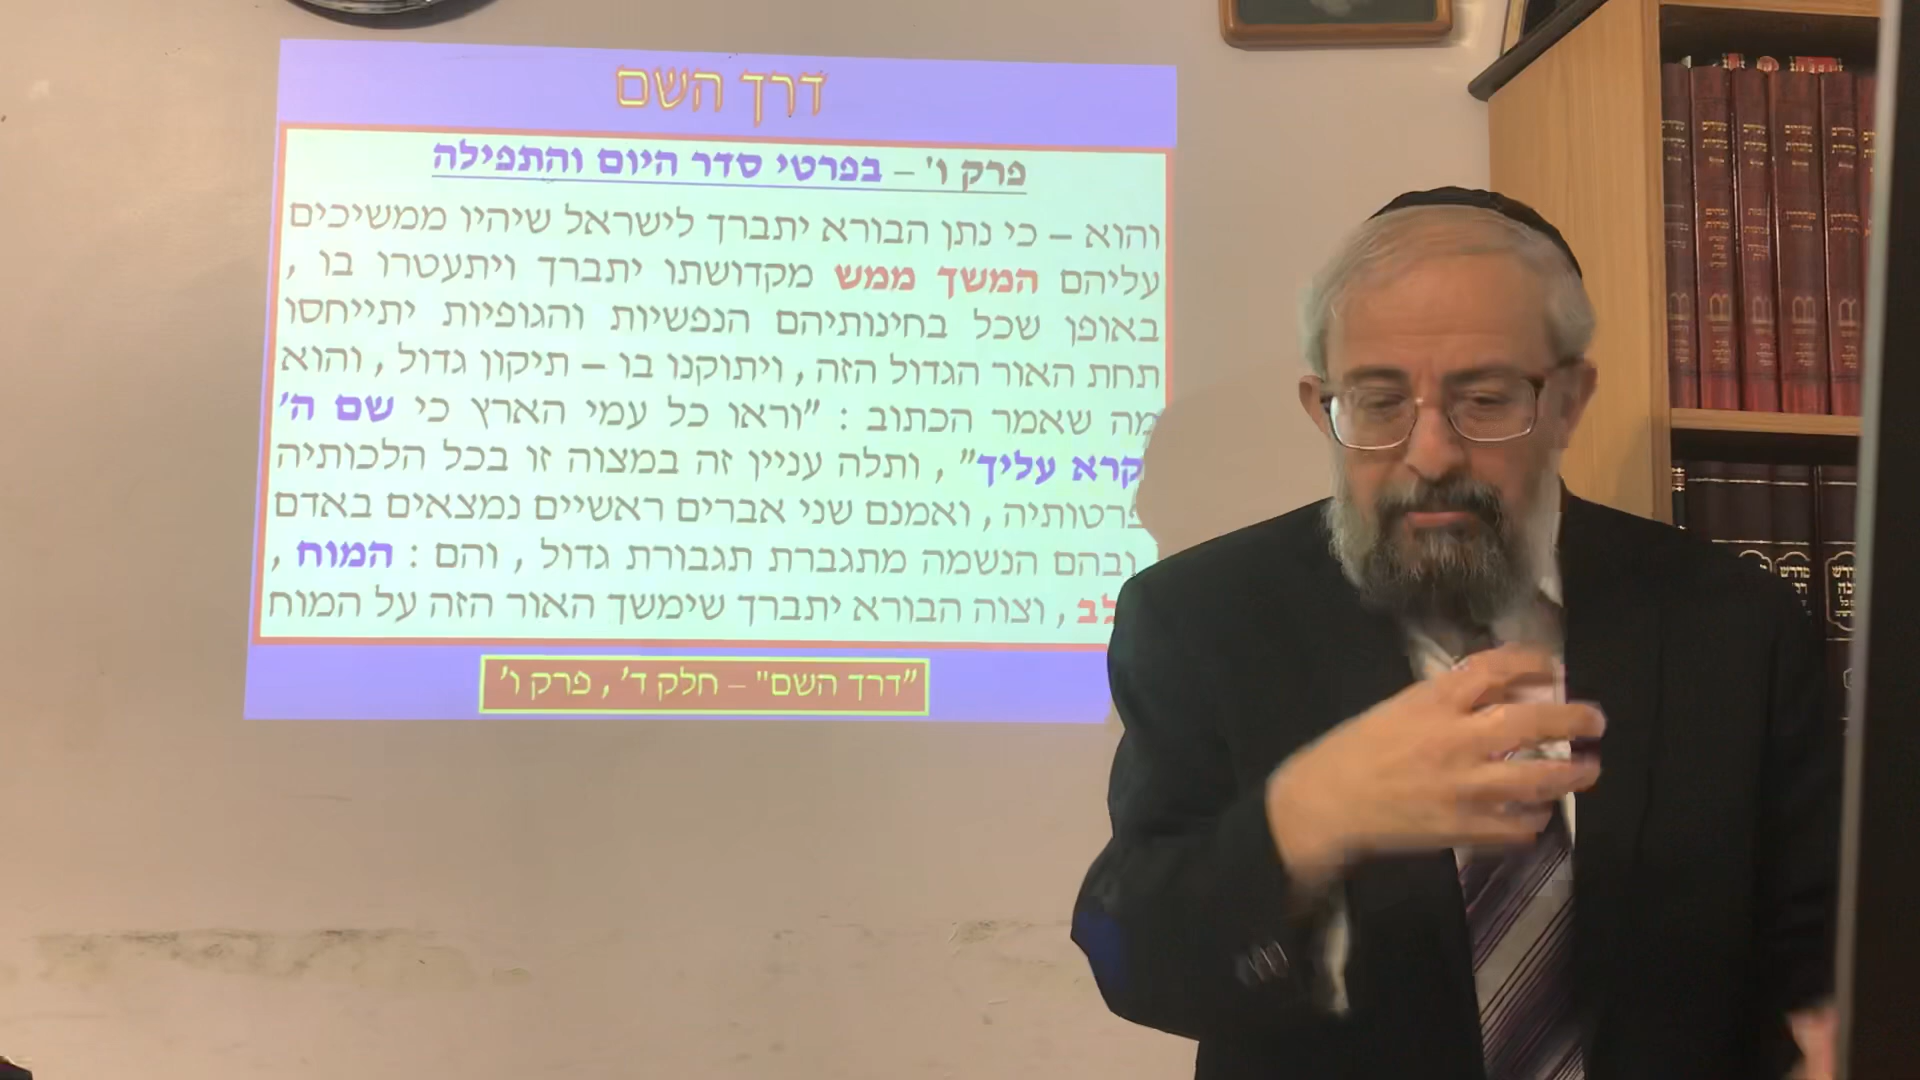 דרך השם
פרק ו' – בפרטי סדר היום והתפילה
והוא – כי נתן הבורא יתברך לישראל שיהיו ממשיכים
עליהם המשך ממש מקדושתו יתברך ויתעטרו בו ,
באופן שכל בחינותיהם הנפשיות והגופיות יתייחסו
תחת האור הגדול הזה , ויתוקנו בו – תיקון גדול , והוא
מה שאמר הכתוב : "וראו כל עמי הארץ כי שם ה'
קרא עליך" , ותלה עניין זה במצוה זו בכל הלכותיה
פרטותיה , ואמנם שני אברים ראשיים נמצאים באדם
ובהם הנשמה מתגברת תגבורת גדול , והם : המוח ,
לב , וצוה הבורא יתברך שימשך האור הזה על המוח
"דרך השם" – חלק ד' , פרק ו'